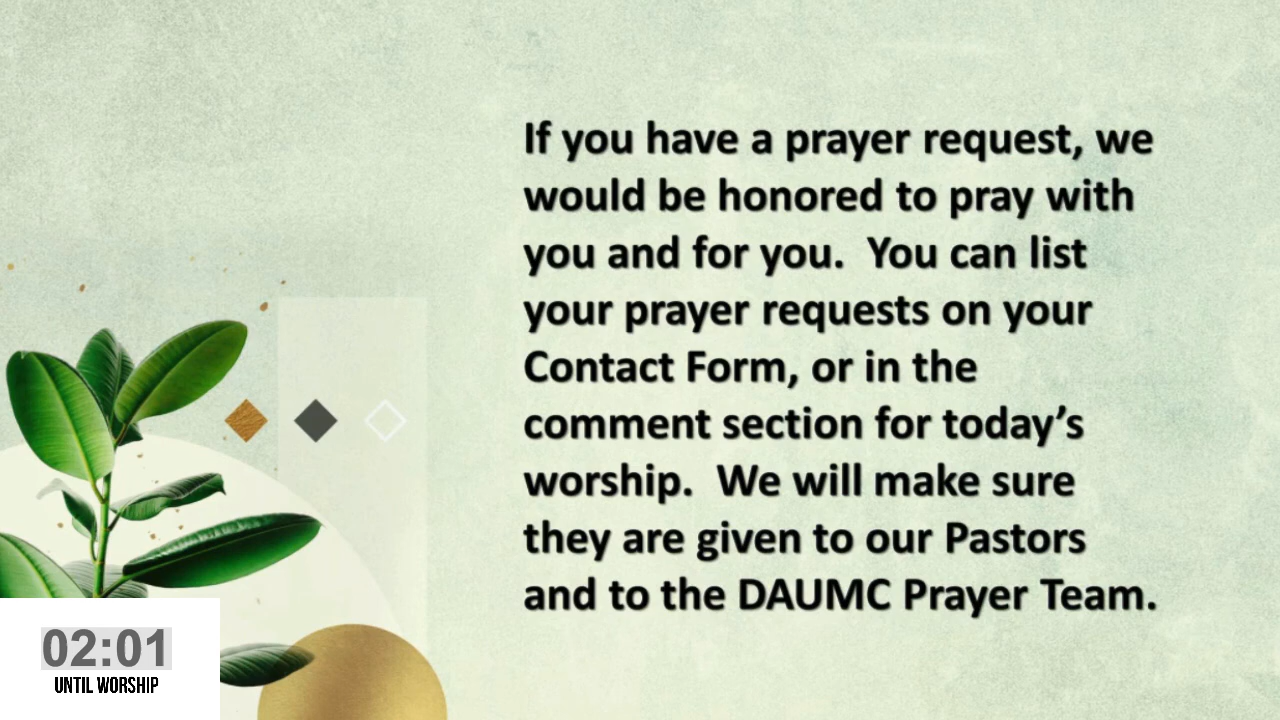 If you have a prayer request, we
would be honored to pray with
you and for you.  You can list
your prayer requests on your
Contact Form, or in the
comment section for today’s
worship.  We will make sure
they are given to our Pastors
and to the DAUMC Prayer Team.
02:01
UNTIL WORSHIP